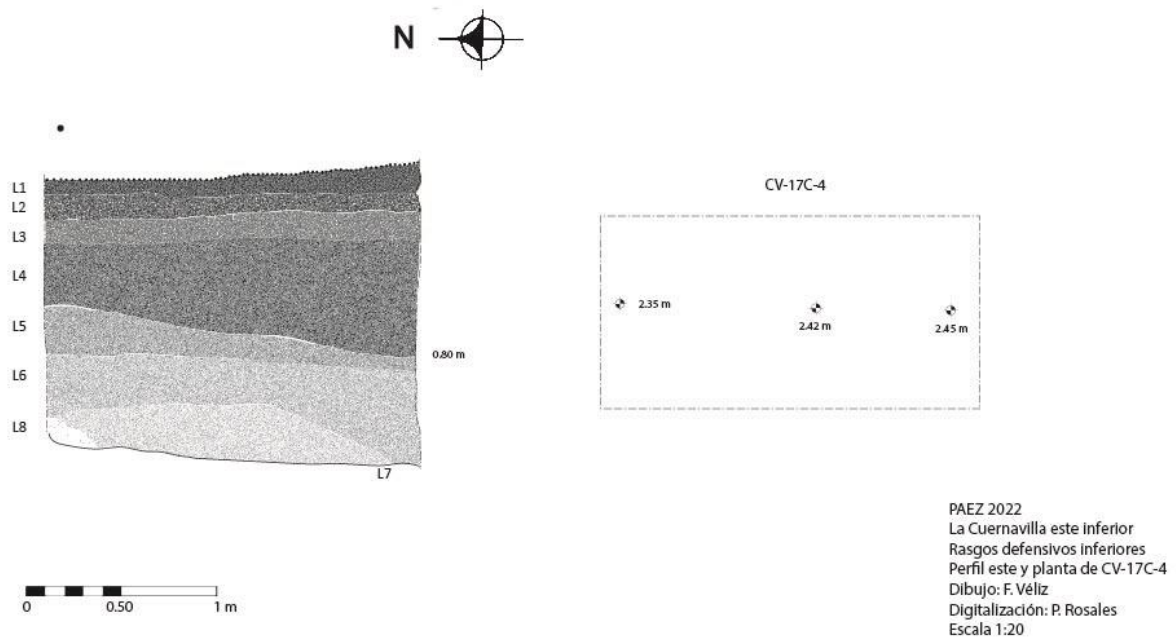 N
L1
L2
L3
L4
L5
L6
L8
L7
0.80 m
CV-17C-4
2.35 m
2.42 m
2.45 m
0
0.50
1 m
PAEZ 2022
La Cuernavilla este inferior
Rasgos defensivos inferiores
Perfil este y planta de CV-17C-4
Dibujo: F. Véliz
Digitalización: P. Rosales
Escala 1:20